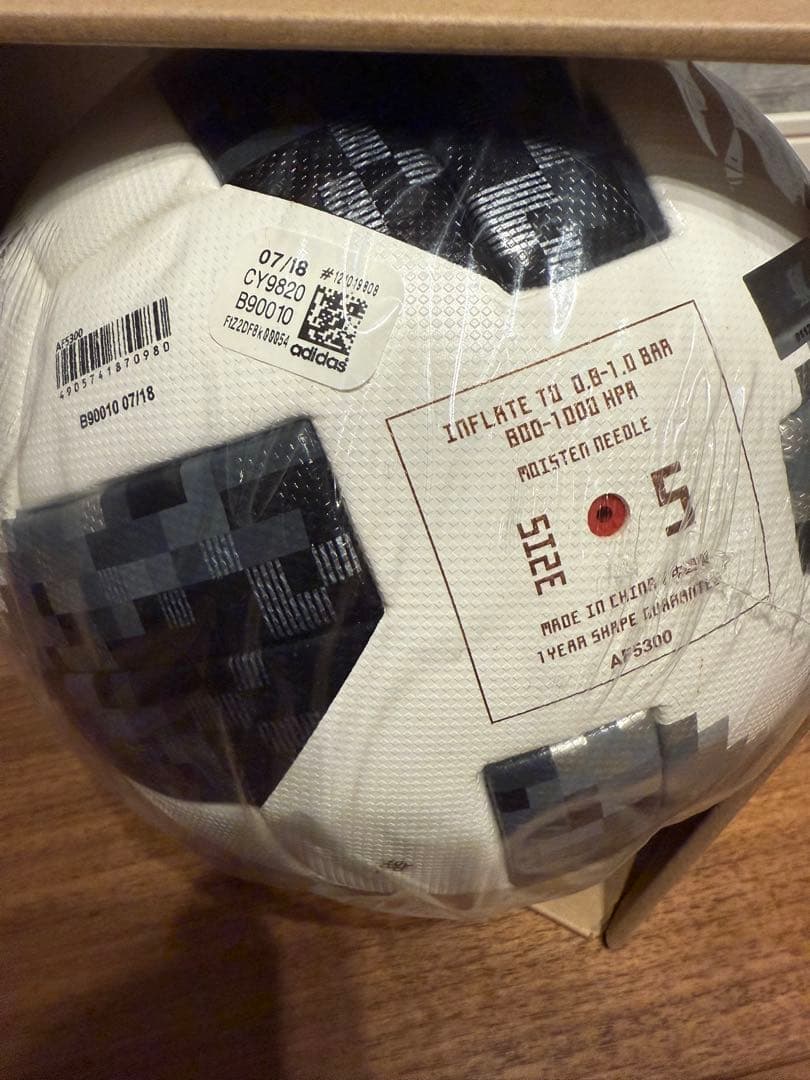 07/18 #121019808
CY9820
B90010
F1Z2DF8K00054
adidas
AF5300
4905741870980
B90010 07/18
INFLATE TO 0.8-1.0 BAR
800-1000 HPA
MOISTEN NEEDLE
SIZE 5
MADE IN CHINA /
1 YEAR SHAPE GUARANTEE
AF5300